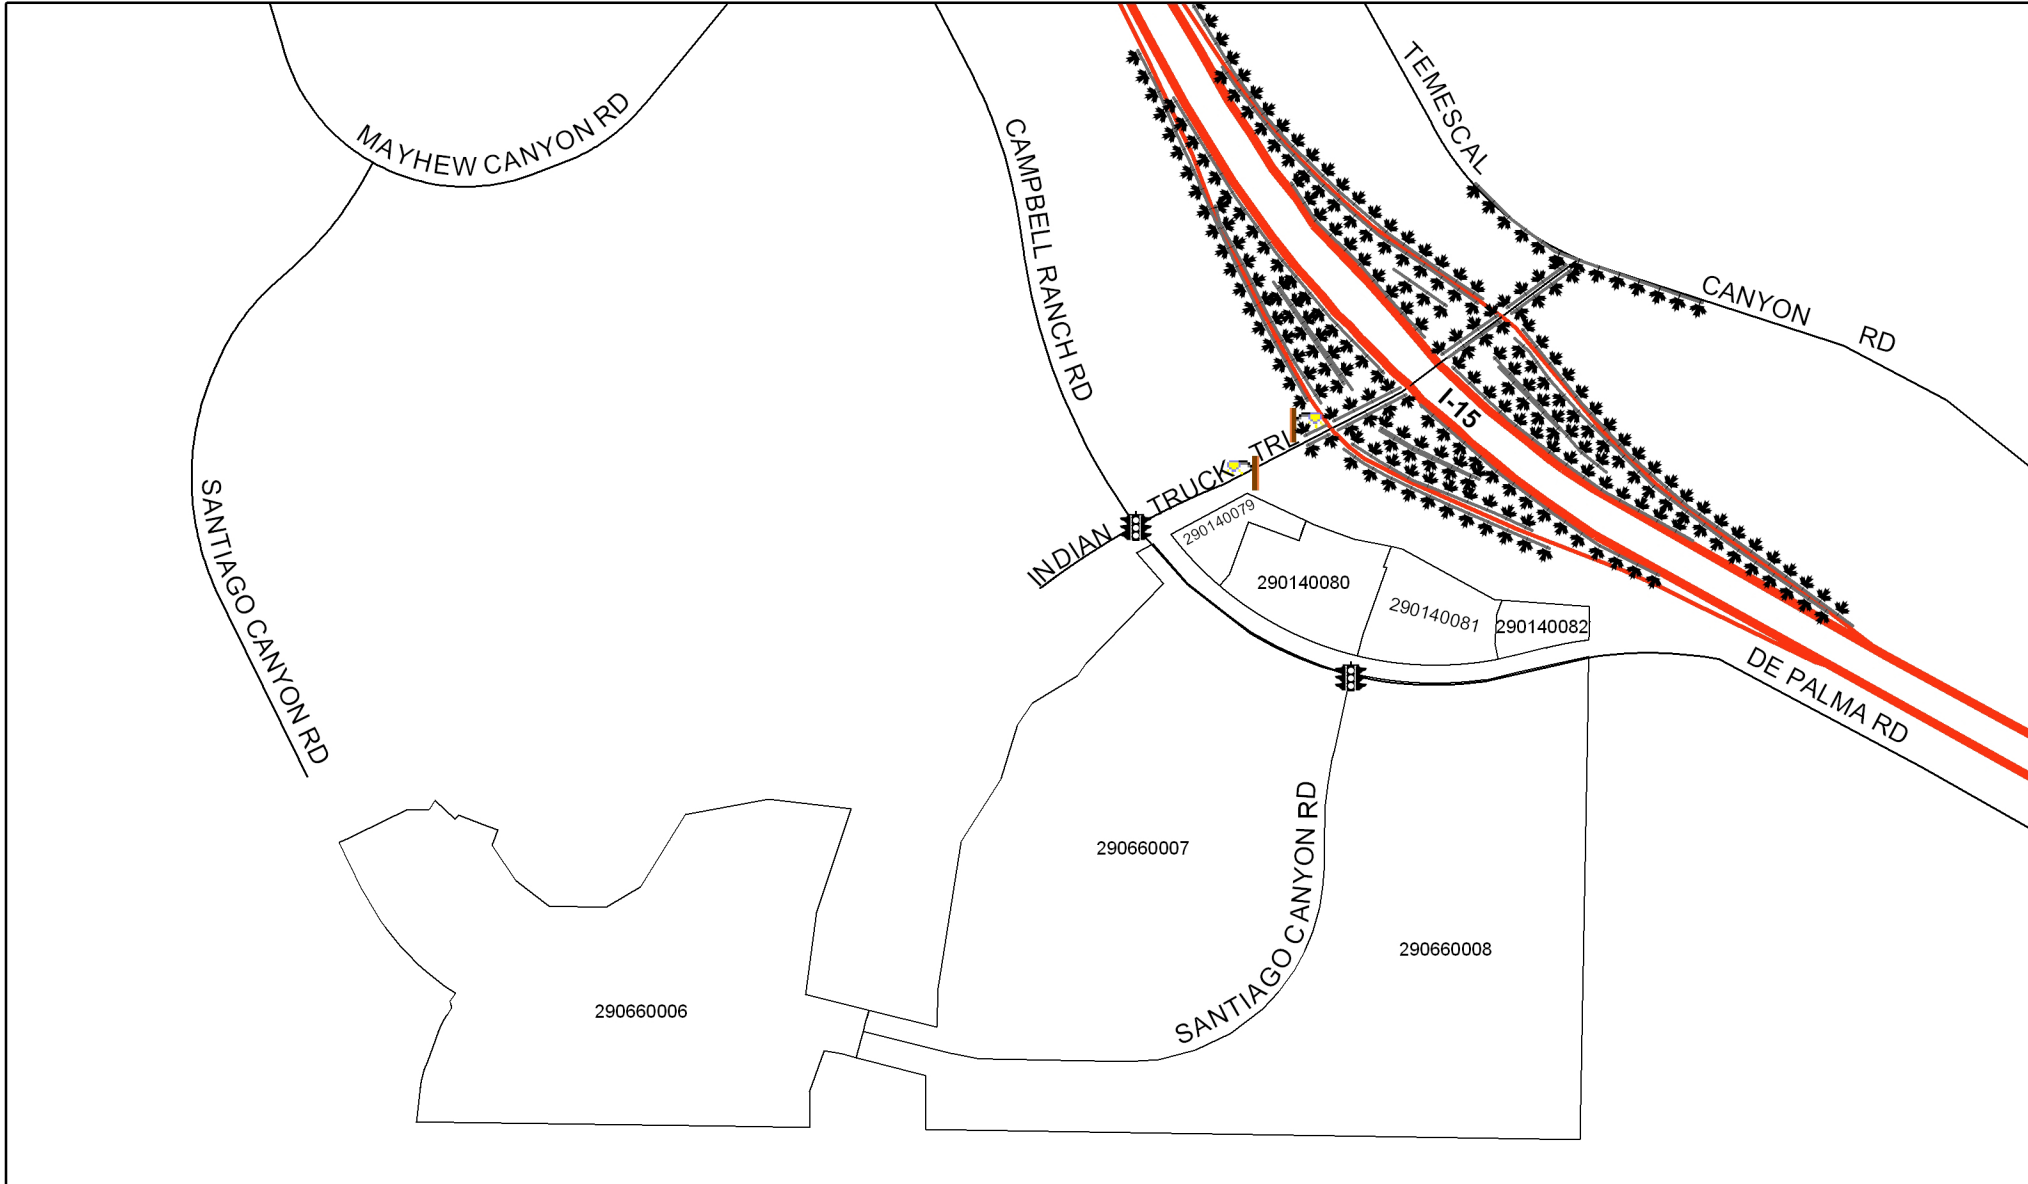 MAYHEW CANYON RD
CAMPBELL RANCH RD
TEMESCAL
CANYON
RD
I-15
SANTIAGO CANYON RD
INDIAN
TRUCK
TRL
290140079
290140080
290140081
290140082
DE PALMA RD
290660007
SANTIAGO CANYON RD
290660008
290660006